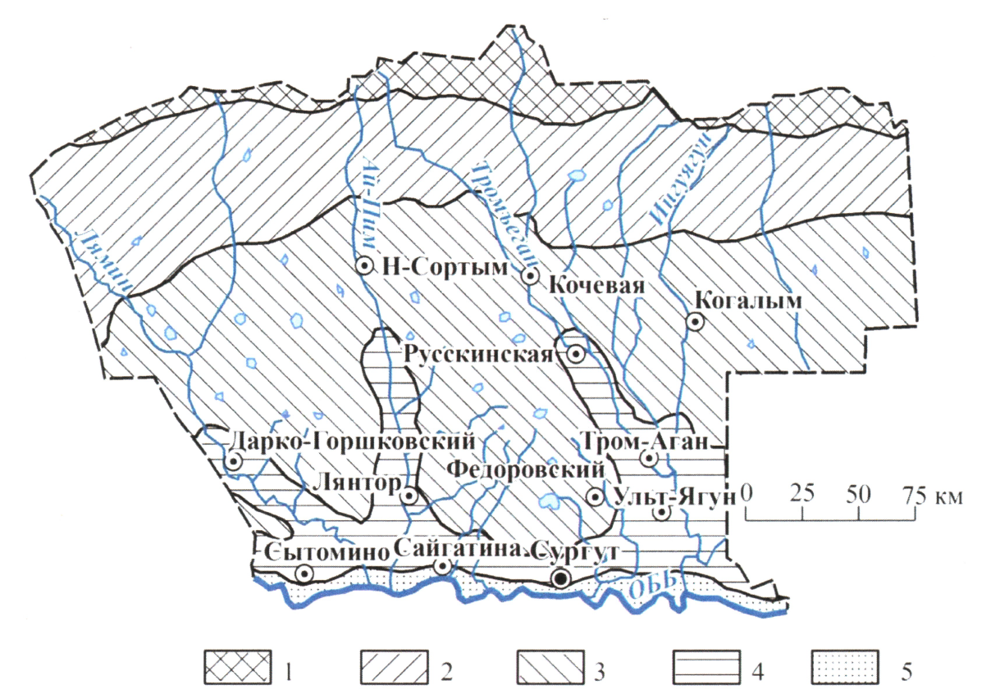 Ай-Пим
Тромъеган
Ингуягун
Лямин
Н-Сортым
Кочевая
Когалым
Русскинская
Дарко-Горшковский
Тром-Аган
Федоровский
Лянтор
Ульт-Ягун
0 25 50 75 км
Сытомино
Сайгатина
Сургут
ОБЬ
1 2 3 4 5